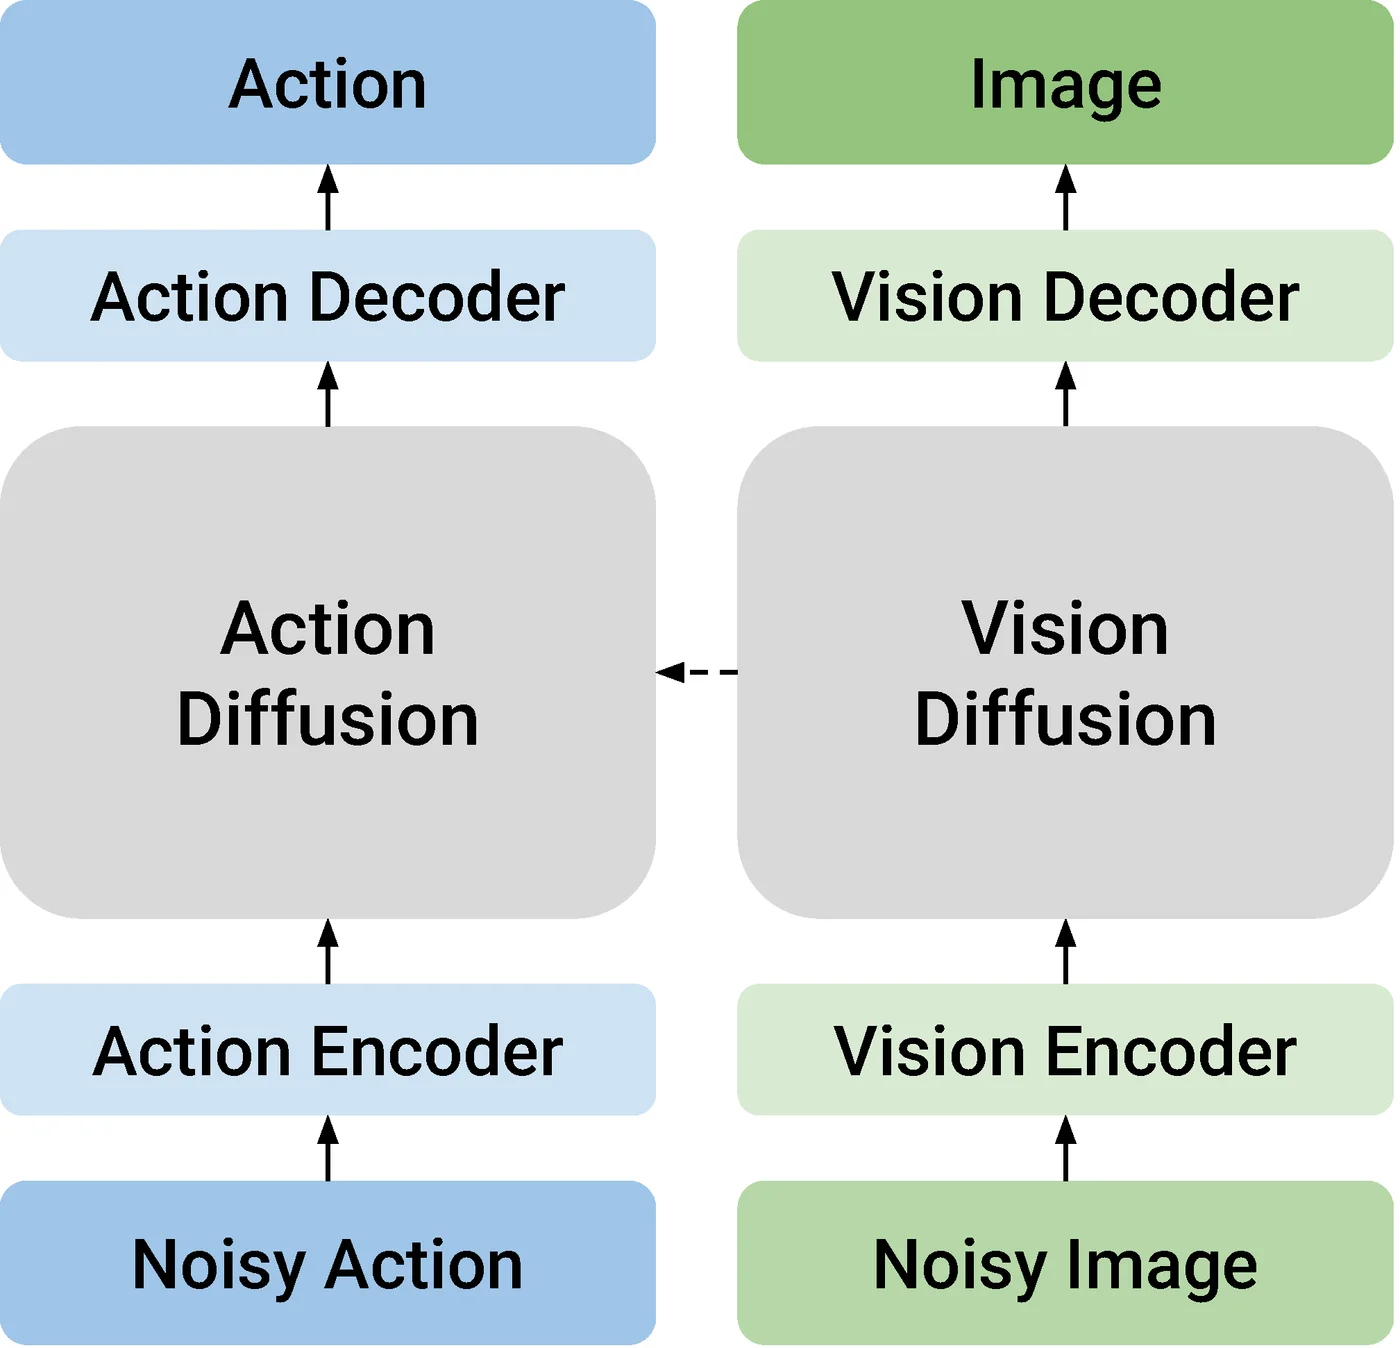 Action
Image
Action Decoder
Vision Decoder
Action
Diffusion
Vision
Diffusion
Action Encoder
Vision Encoder
Noisy Action
Noisy Image